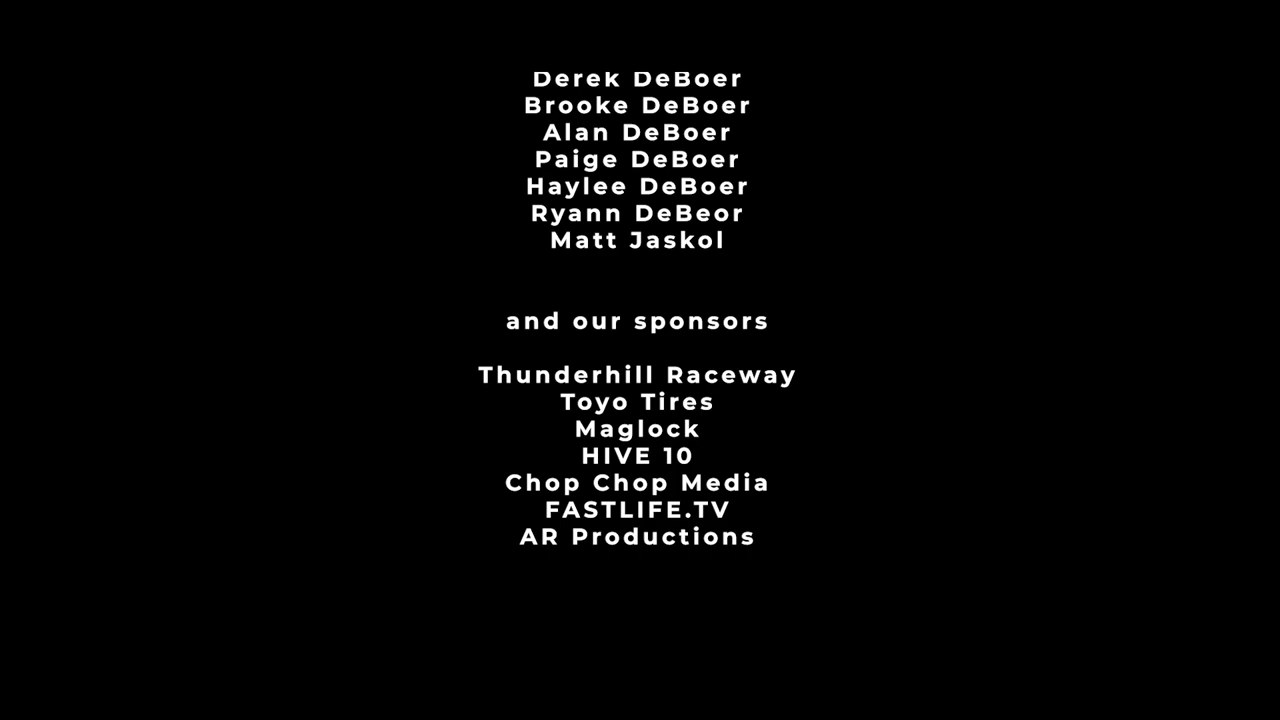 Derek DeBoer
Brooke DeBoer
Alan DeBoer
Paige DeBoer
Haylee DeBoer
Ryann DeBeor
Matt Jaskol
and our sponsors
Thunderhill Raceway
Toyo Tires
Maglock
HIVE 10
Chop Chop Media
FASTLIFE.TV
AR Productions